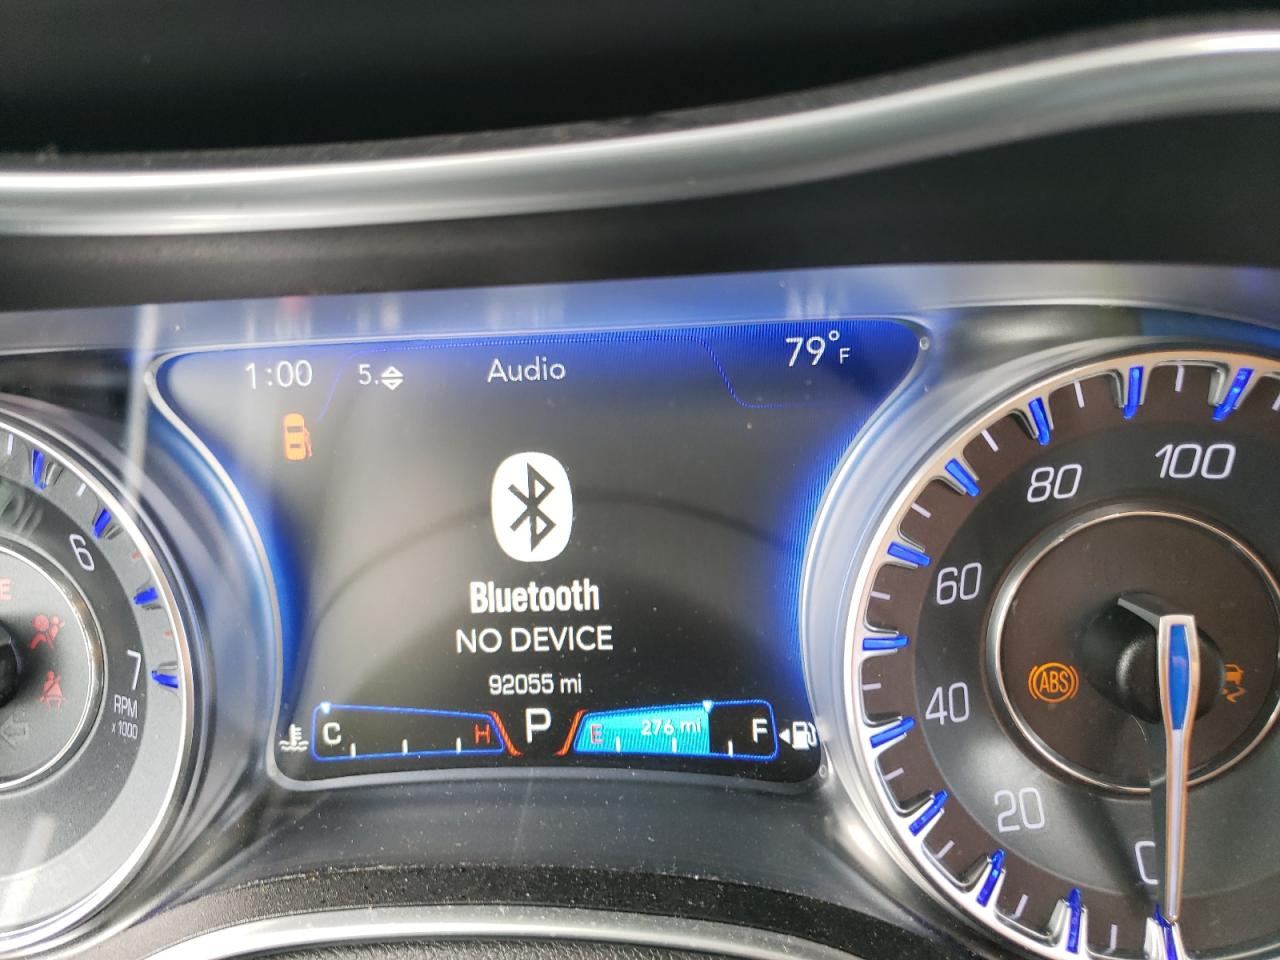 1:00 5. Audio 79°F
Bluetooth
NO DEVICE
92055 mi
C H P E 276 mi F
6
7
RPM
x 1000
E
100
80
60
40
20
0
ABS